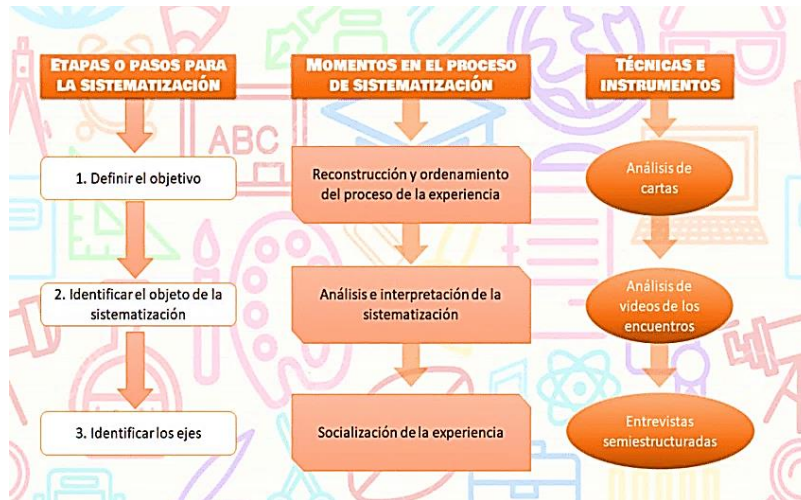 ETAPAS O PASOS PARA
LA SISTEMATIZACIÓN
1. Definir el objetivo
2. Identificar el objeto de la
sistematización
3. Identificar los ejes
MOMENTOS EN EL PROCESO
DE SISTEMATIZACIÓN
Reconstrucción y ordenamiento
del proceso de la experiencia
Análisis e interpretación de la
sistematización
Socialización de la experiencia
TÉCNICAS E
INSTRUMENTOS
Análisis de
cartas
Análisis de
videos de los
encuentros
Entrevistas
semiestructuradas
ABC